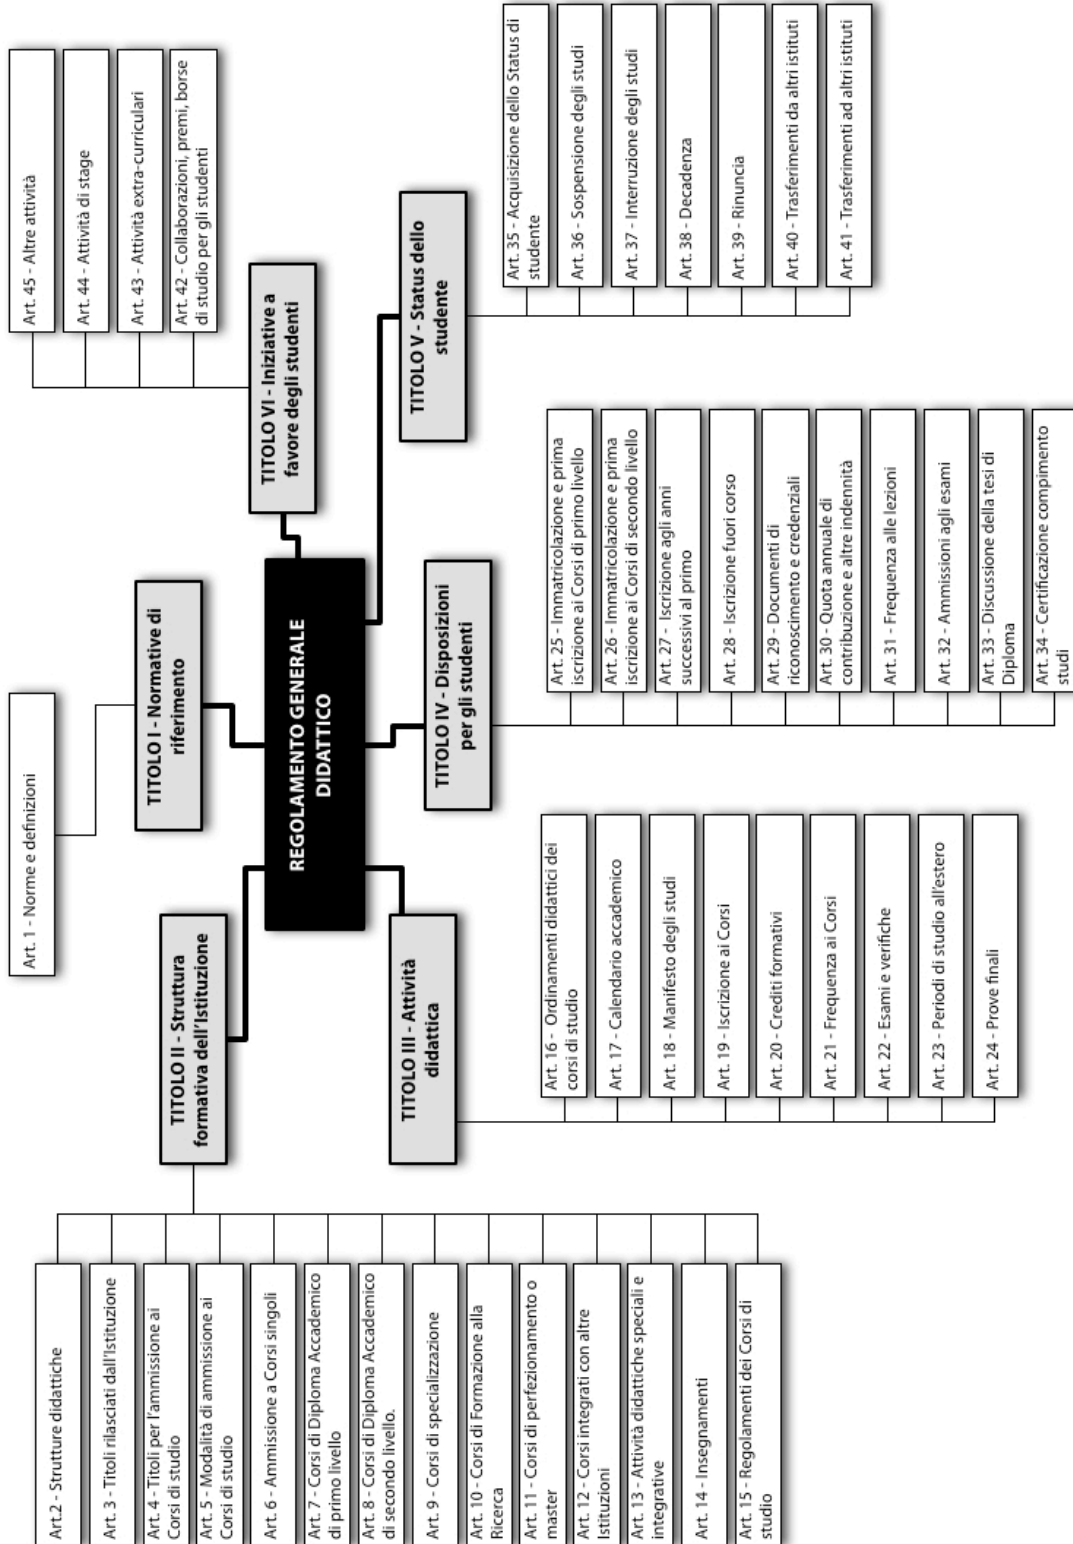 REGOLAMENTO GENERALE
DIDATTICO
TITOLO I - Normative di
riferimento
Art. 1 - Norme e definizioni
TITOLO II - Struttura
formativa dell'Istituzione
Art.2 - Strutture didattiche
Art. 3 - Titoli rilasciati dall'Istituzione
Art. 4 - Titoli per l'ammissione ai
Corsi di studio
Art. 5 - Modalità di ammissione ai
Corsi di studio
Art. 6 - Ammissione a Corsi singoli
Art. 7 - Corsi di Diploma Accademico
di primo livello
Art. 8 - Corsi di Diploma Accademico
di secondo livello.
Art. 9 - Corsi di specializzazione
Art. 10 - Corsi di Formazione alla
Ricerca
Art. 11 - Corsi di perfezionamento o
master
Art. 12 - Corsi integrati con altre
Istituzioni
Art. 13 - Attività didattiche speciali e
integrative
Art. 14 - Insegnamenti
Art. 15 - Regolamenti dei Corsi di
studio
TITOLO III - Attività
didattica
Art. 16 - Ordinamenti didattici dei
corsi di studio
Art. 17 - Calendario accademico
Art. 18 - Manifesto degli studi
Art. 19 - Iscrizione ai Corsi
Art. 20 - Crediti formativi
Art. 21 - Frequenza ai Corsi
Art. 22 - Esami e verifiche
Art. 23 - Periodi di studio all'estero
Art. 24 - Prove finali
TITOLO IV - Disposizioni
per gli studenti
Art. 25 - Immatricolazione e prima
iscrizione ai Corsi di primo livello
Art. 26 - Immatricolazione e prima
iscrizione ai Corsi di secondo livello
Art. 27 - Iscrizione agli anni
successivi al primo
Art. 28 - Iscrizione fuori corso
Art. 29 - Documenti di
riconoscimento e credenziali
Art. 30 - Quota annuale di
contribuzione e altre indennità
Art. 31 - Frequenza alle lezioni
Art. 32 - Ammissioni agli esami
Art. 33 - Discussione della tesi di
Diploma
Art. 34 - Certificazione compimento
studi
TITOLO V - Status dello
studente
Art. 35 - Acquisizione dello Status di
studente
Art. 36 - Sospensione degli studi
Art. 37 - Interruzione degli studi
Art. 38 - Decadenza
Art. 39 - Rinuncia
Art. 40 - Trasferimenti da altri istituti
Art. 41 - Trasferimenti ad altri istituti
TITOLO VI - Iniziative a
favore degli studenti
Art. 45 - Altre attività
Art. 44 - Attività di stage
Art. 43 - Attività extra-curriculari
Art. 42 - Collaborazioni, premi, borse
di studio per gli studenti